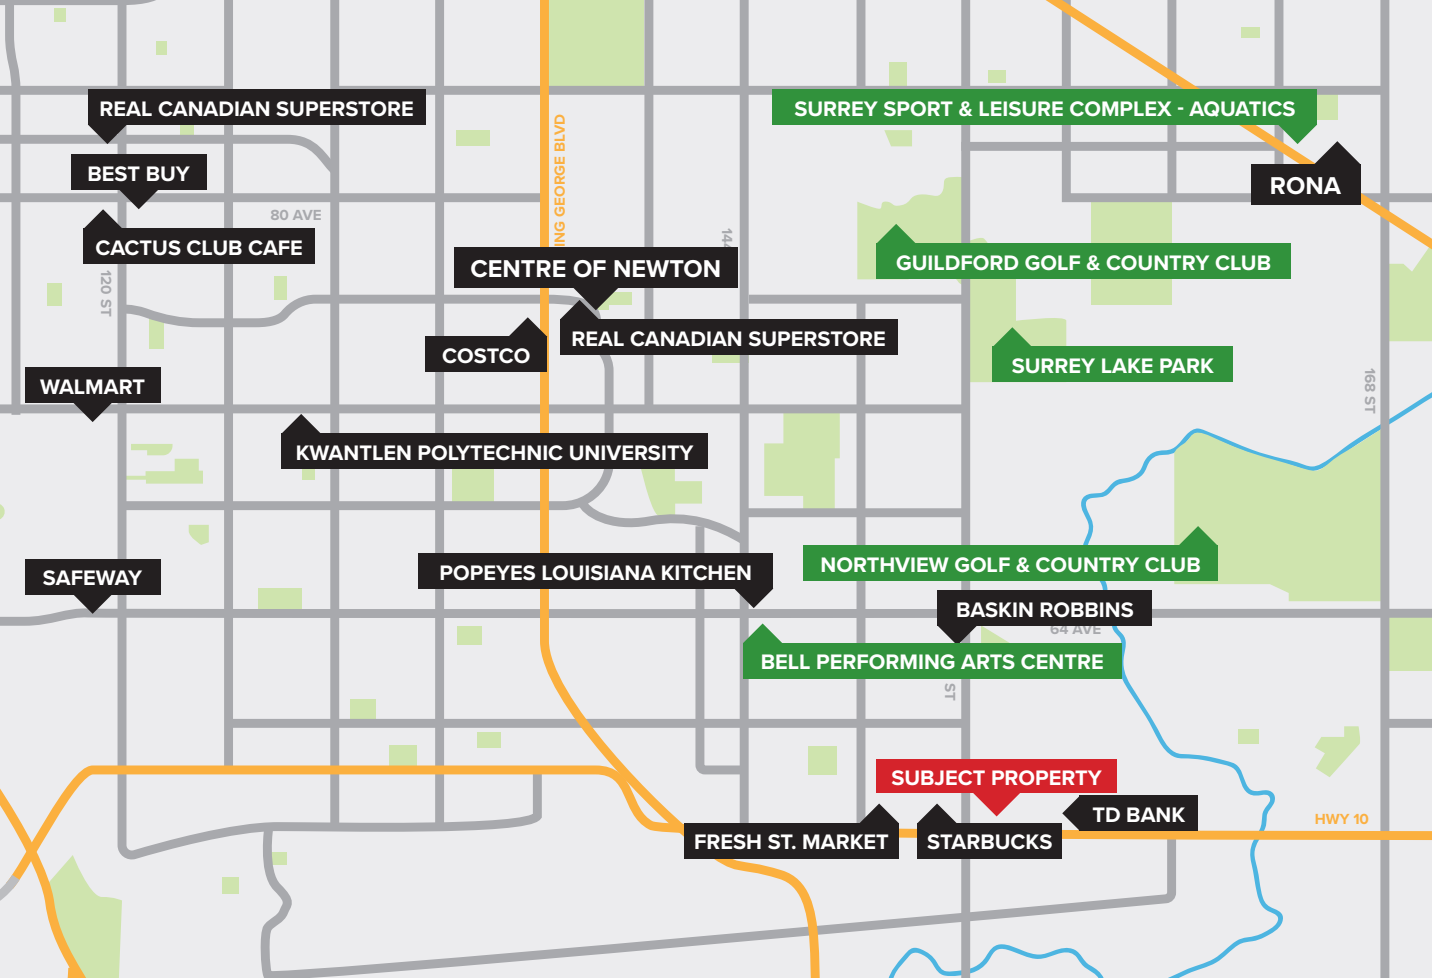 REAL CANADIAN SUPERSTORE
SURREY SPORT & LEISURE COMPLEX - AQUATICS
BEST BUY
RONA
80 AVE
CACTUS CLUB CAFE
GEORGE BLVD
GUILDFORD GOLF & COUNTRY CLUB
CENTRE OF NEWTON
120 ST
REAL CANADIAN SUPERSTORE
COSTCO
SURREY LAKE PARK
WALMART
168 ST
KWANTLEN POLYTECHNIC UNIVERSITY
NORTHVIEW GOLF & COUNTRY CLUB
POPEYES LOUISIANA KITCHEN
SAFEWAY
BASKIN ROBBINS
64 AVE
BELL PERFORMING ARTS CENTRE
ST
SUBJECT PROPERTY
TD BANK
HWY 10
FRESH ST. MARKET
STARBUCKS